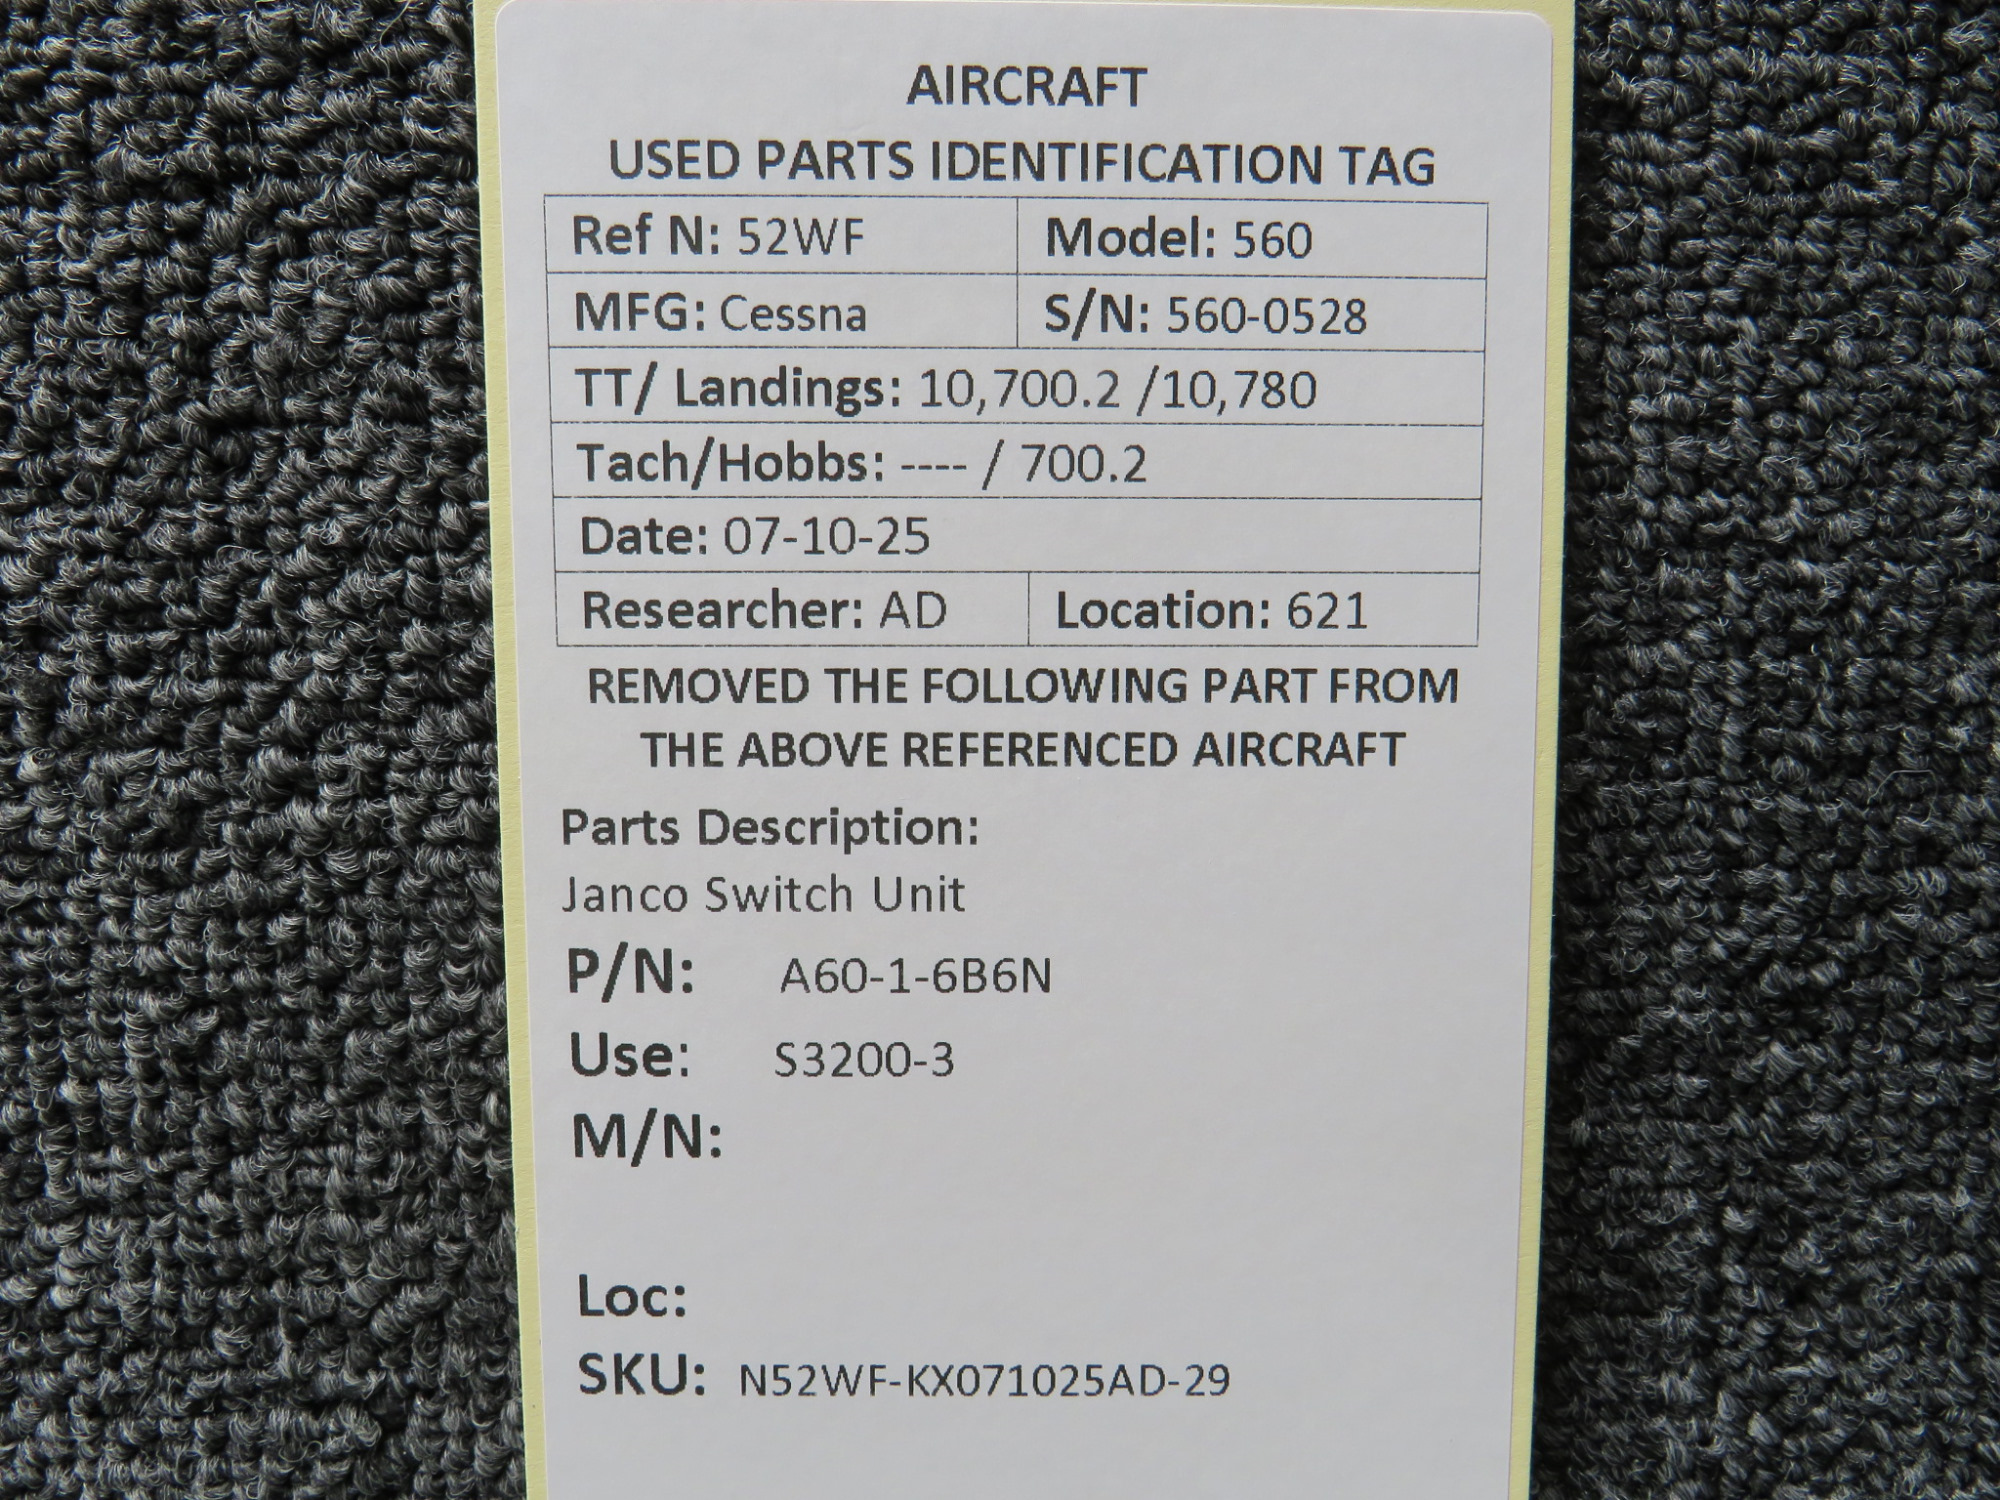 AIRCRAFT
USED PARTS IDENTIFICATION TAG
Ref N: 52WF Model: 560
MFG: Cessna S/N: 560-0528
TT/ Landings: 10,700.2 /10,780
Tach/Hobbs: ---- / 700.2
Date: 07-10-25
Researcher: AD Location: 621
REMOVED THE FOLLOWING PART FROM
THE ABOVE REFERENCED AIRCRAFT
Parts Description:
Janco Switch Unit
P/N: A60-1-6B6N
Use: S3200-3
M/N:
Loc:
SKU: N52WF-KX071025AD-29